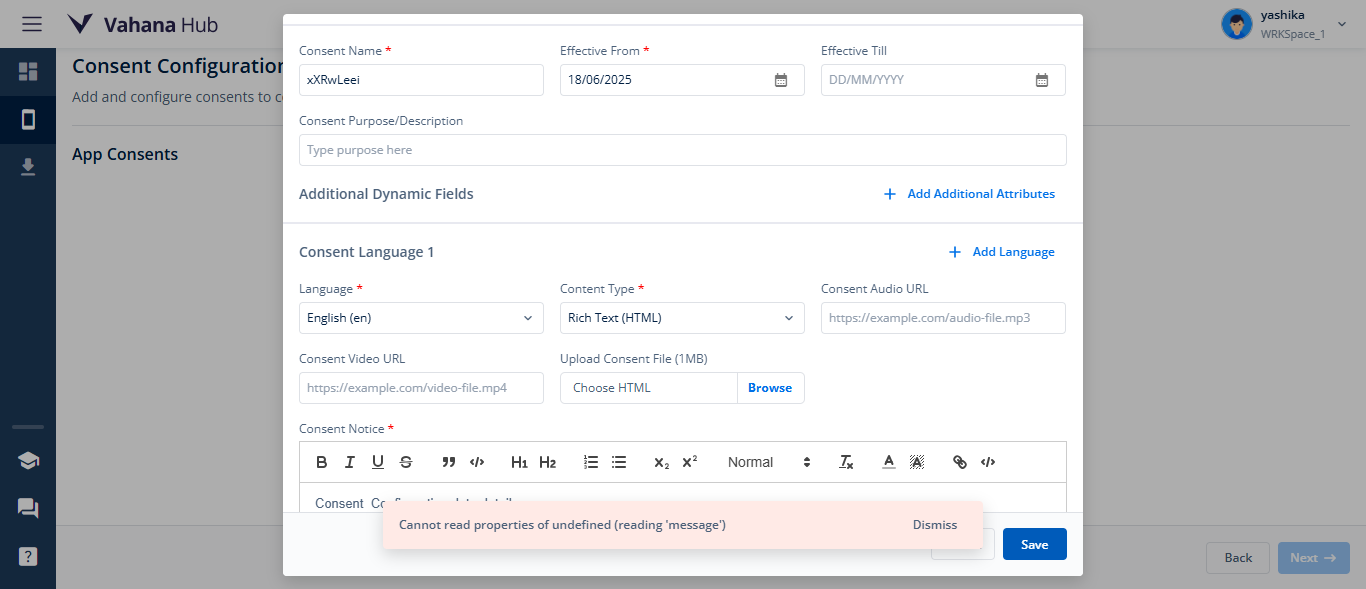 Vahana Hub
yashika
WRKSpace_1
Consent Configuration
Add and configure consents to c
App Consents
Consent Name *
Effective From *
Effective Till
xXRwLeei
18/06/2025
DD/MM/YYYY
Consent Purpose/Description
Type purpose here
Additional Dynamic Fields
+ Add Additional Attributes
Consent Language 1
+ Add Language
Language *
Content Type *
Consent Audio URL
English (en)
Rich Text (HTML)
https://example.com/audio-file.mp3
Consent Video URL
Upload Consent File (1MB)
https://example.com/video-file.mp4
Choose HTML
Browse
Consent Notice *
B I U S ” </> H1 H2 X2 X² Normal Tx A A </>
Consent
Cannot read properties of undefined (reading 'message')
Dismiss
Save
?
Back
Next →